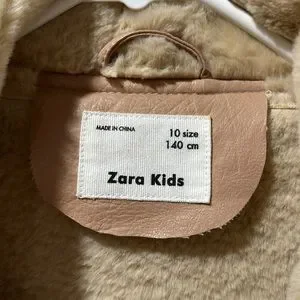 MADE IN CHINA
10 size
140 cm
Zara Kids